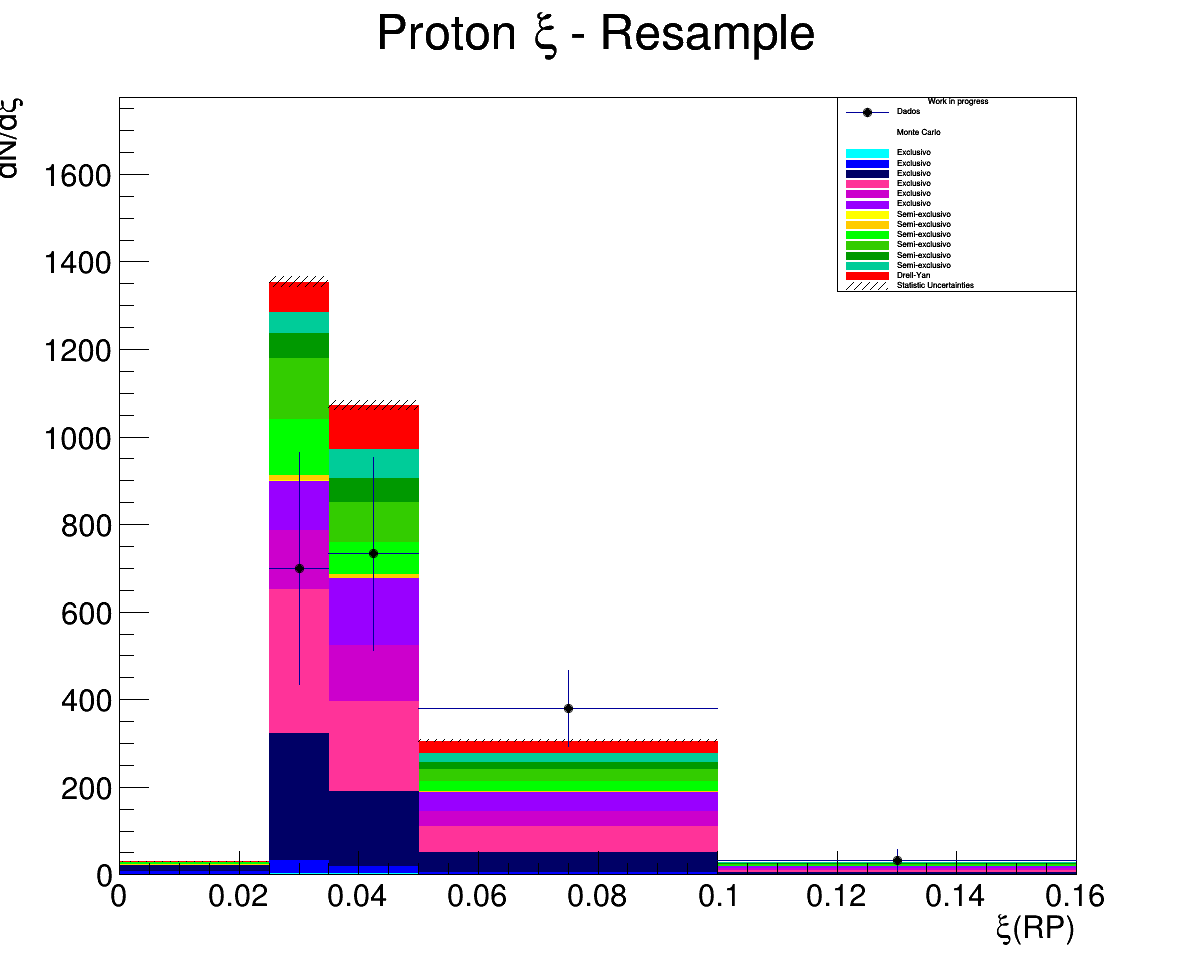 Proton ξ - Resample
dN/dξ
Work in progress
Dados
Monte Carlo
Exclusivo
Exclusivo
Exclusivo
Exclusivo
Exclusivo
Exclusivo
Semi-exclusivo
Semi-exclusivo
Semi-exclusivo
Semi-exclusivo
Semi-exclusivo
Semi-exclusivo
Drell-Yan
Statistic Uncertainties
1600
1400
1200
1000
800
600
400
200
0
0 0.02 0.04 0.06 0.08 0.1 0.12 0.14 0.16
ξ(RP)